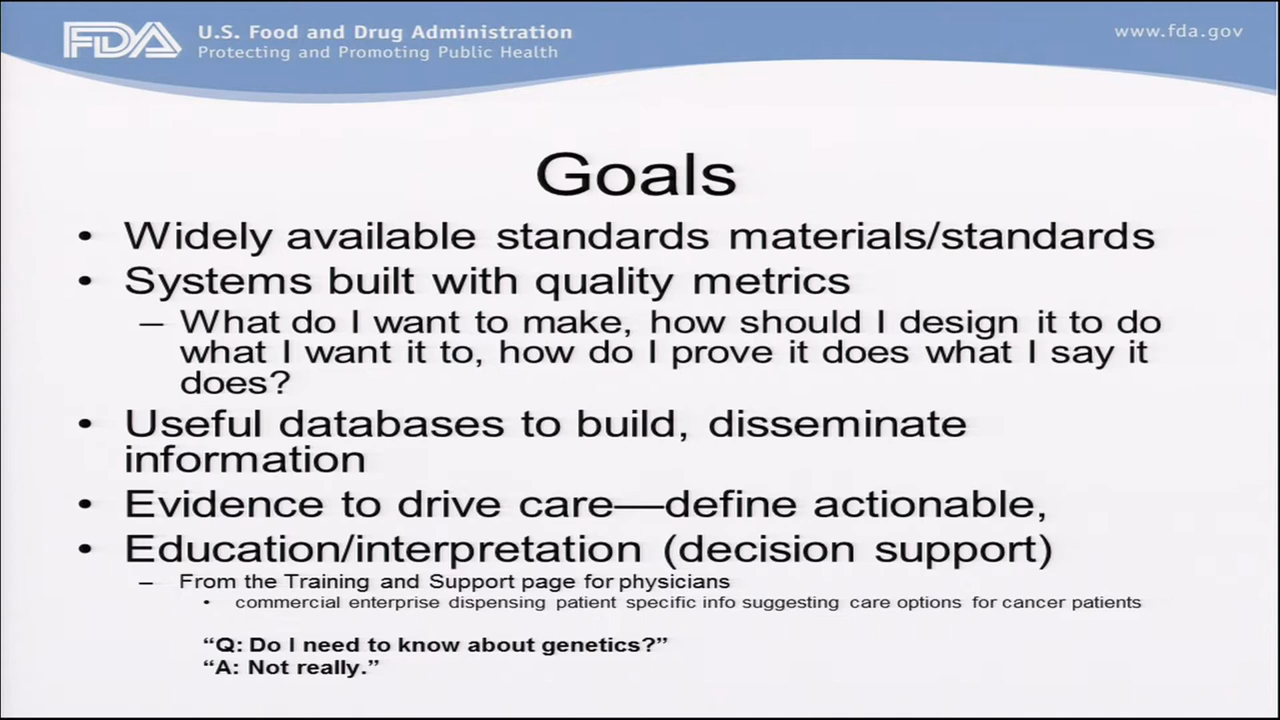 FDA U.S. Food and Drug Administration
Protecting and Promoting Public Health
www.fda.gov
Goals
• Widely available standards materials/standards
• Systems built with quality metrics
– What do I want to make, how should I design it to do
what I want it to, how do I prove it does what I say it
does?
• Useful databases to build, disseminate
information
• Evidence to drive care—define actionable,
• Education/interpretation (decision support)
– From the Training and Support page for physicians
• commercial enterprise dispensing patient specific info suggesting care options for cancer patients
“Q: Do I need to know about genetics?”
“A: Not really.”